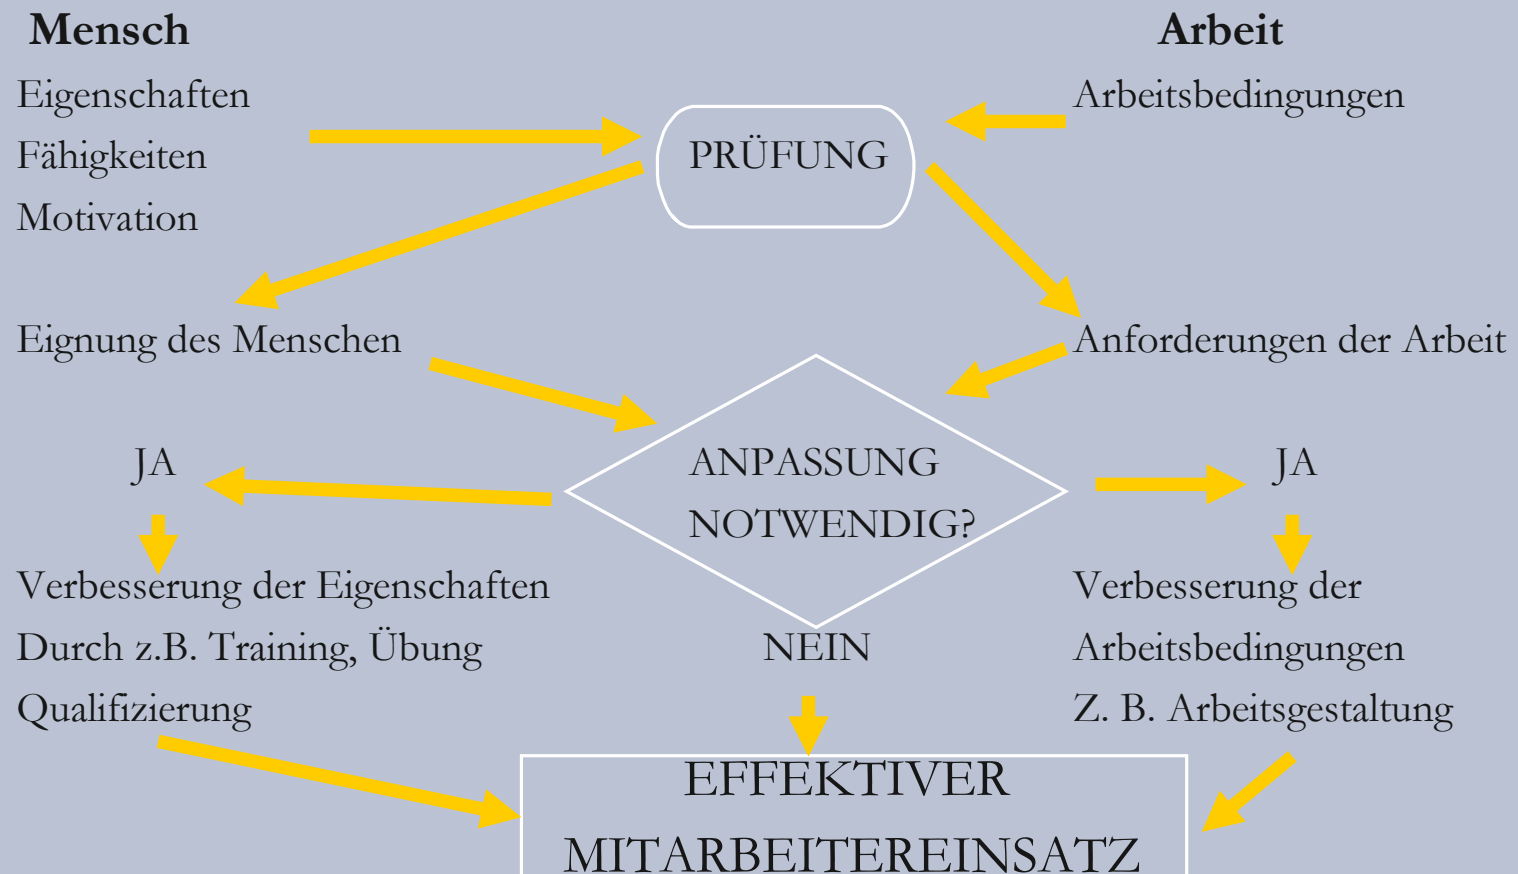 Mensch
Arbeit
Eigenschaften
Arbeitsbedingungen
Fähigkeiten
PRÜFUNG
Motivation
Eignung des Menschen
Anforderungen der Arbeit
JA
ANPASSUNG
JA
NOTWENDIG?
Verbesserung der Eigenschaften
Verbesserung der
Durch z.B. Training, Übung
NEIN
Arbeitsbedingungen
Qualifizierung
Z. B. Arbeitsgestaltung
EFFEKTIVER
MITARBEITEREINSATZ